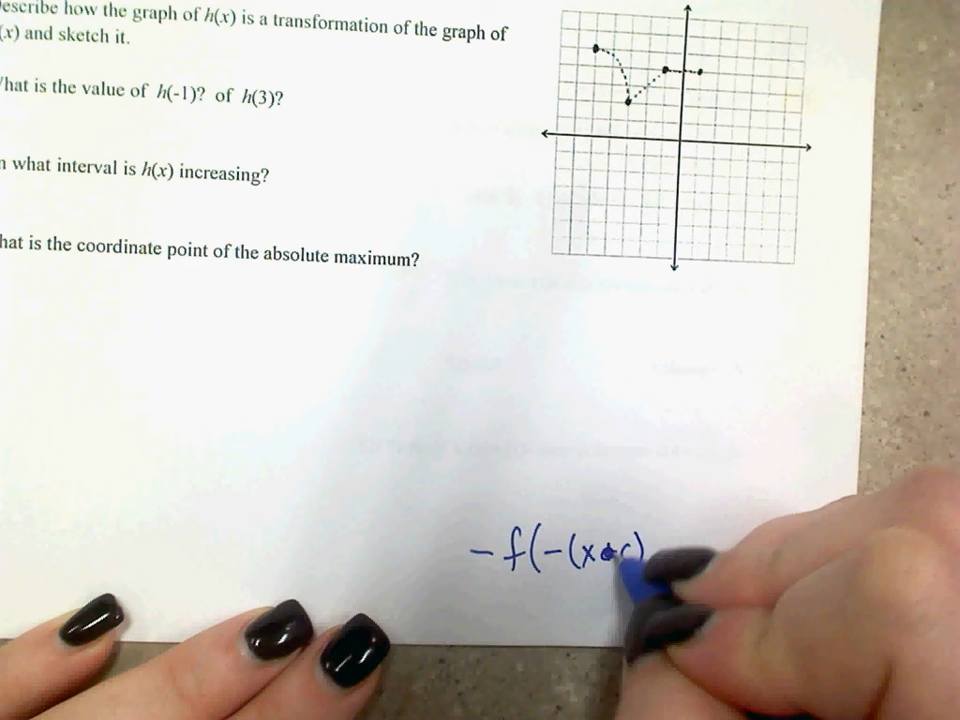 escribe how the graph of h(x) is a transformation of the graph of
(x) and sketch it.
hat is the value of h(-1)? of h(3)?
n what interval is h(x) increasing?
hat is the coordinate point of the absolute maximum?
- f(-(x c)